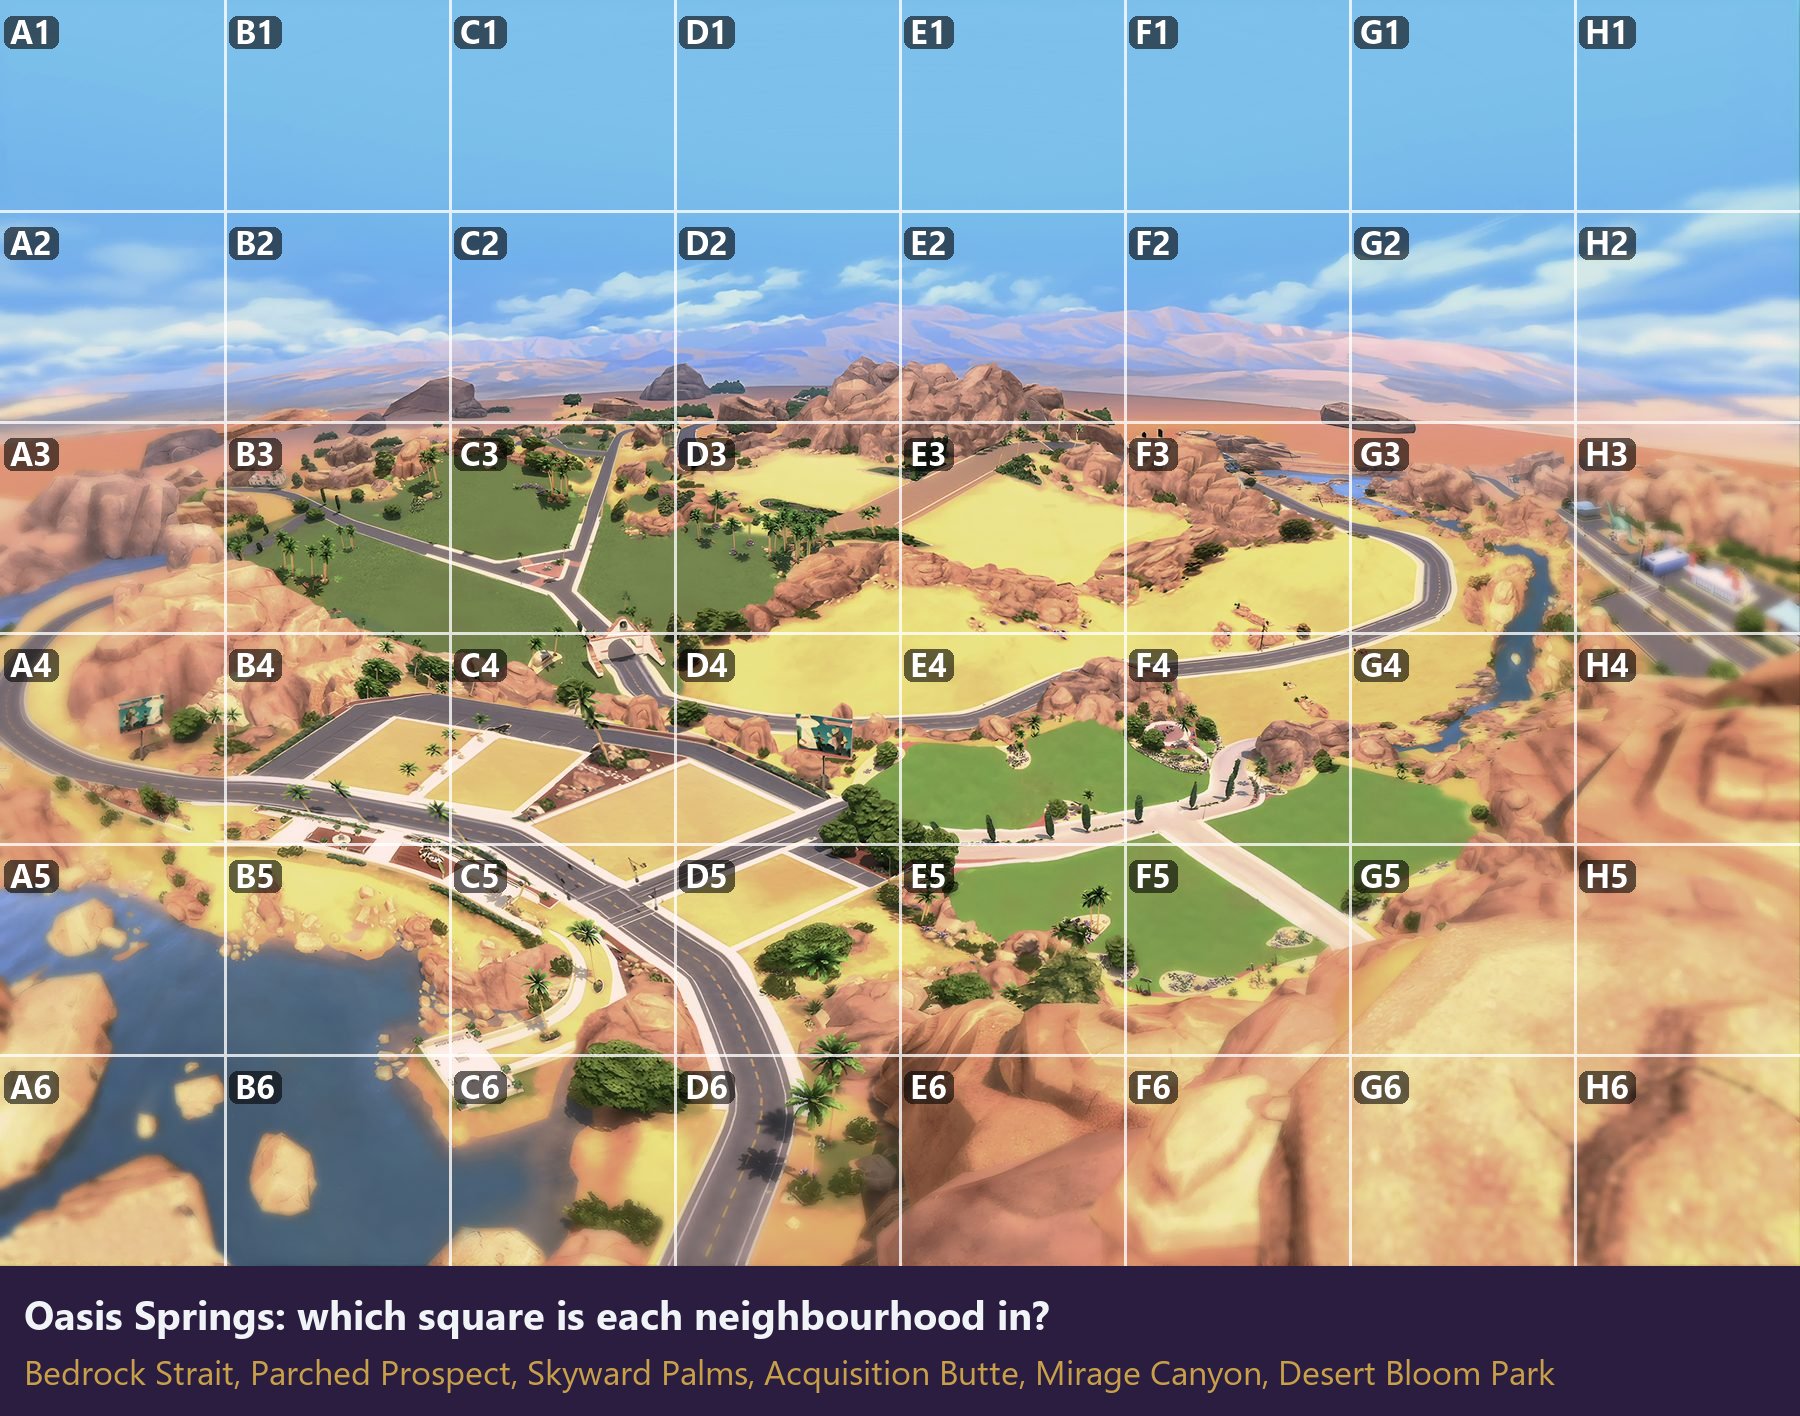 A1 B1 C1 D1 E1 F1 G1 H1
A2 B2 C2 D2 E2 F2 G2 H2
A3 B3 C3 D3 E3 F3 G3 H3
A4 B4 C4 D4 E4 F4 G4 H4
A5 B5 C5 D5 E5 F5 G5 H5
A6 B6 C6 D6 E6 F6 G6 H6
Oasis Springs: which square is each neighbourhood in?
Bedrock Strait, Parched Prospect, Skyward Palms, Acquisition Butte, Mirage Canyon, Desert Bloom Park